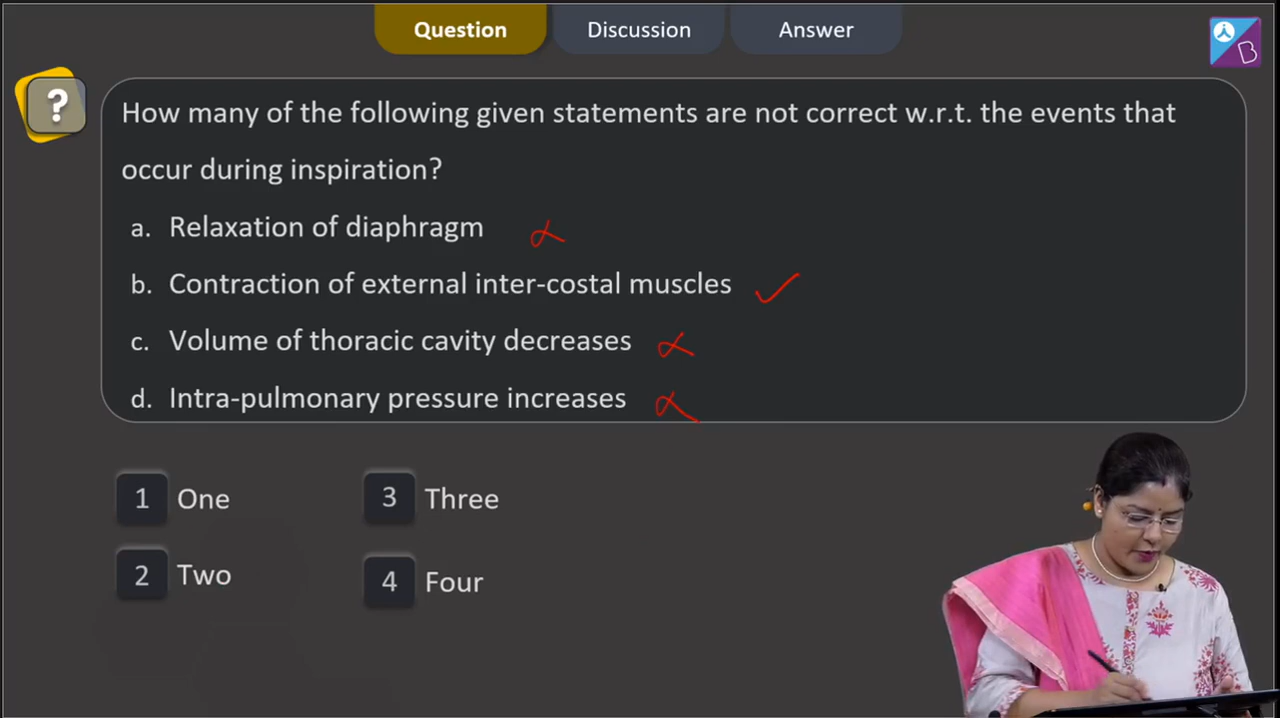 Question
Discussion
Answer
?
How many of the following given statements are not correct w.r.t. the events that
occur during inspiration?
a. Relaxation of diaphragm
b. Contraction of external inter-costal muscles
c. Volume of thoracic cavity decreases
d. Intra-pulmonary pressure increases
1 One
3 Three
2 Two
4 Four
B